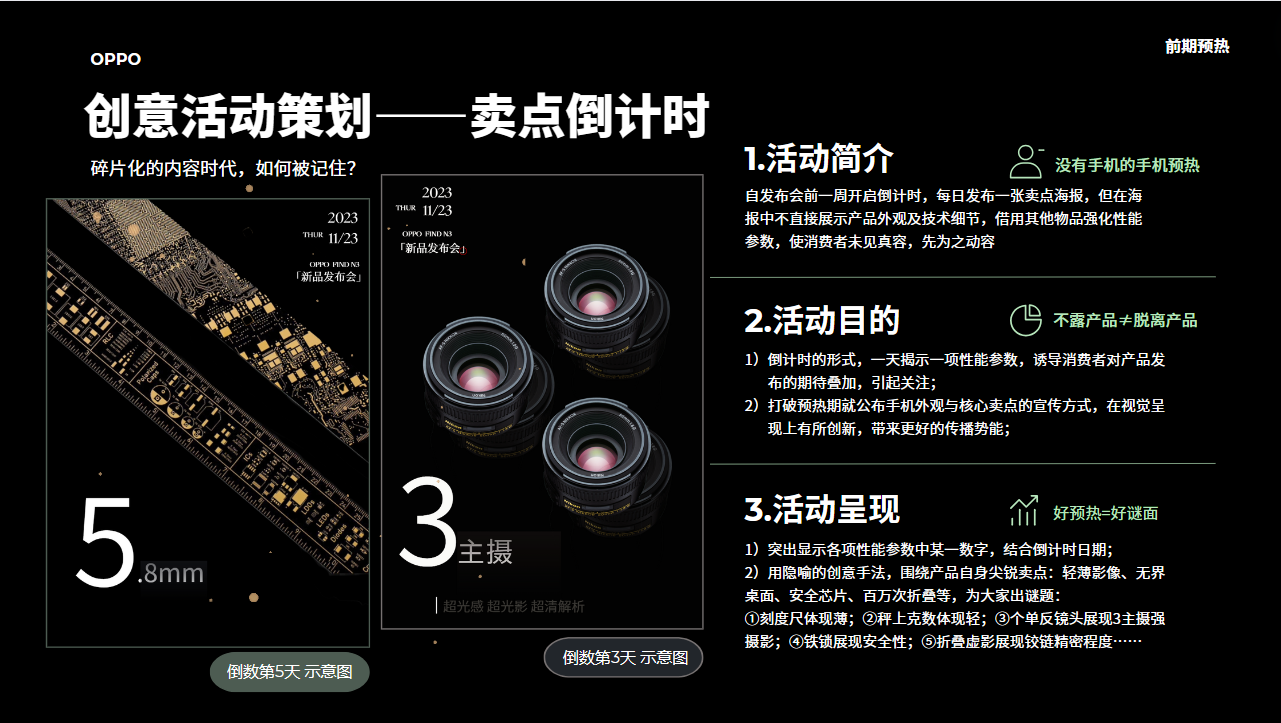 OPPO
前期预热
创意活动策划——卖点倒计时
碎片化的内容时代，如何被记住？
2023
THUR 11/23
OPPO FIND N3
「新品发布会」
5.8mm
倒数第5天 示意图
2023
THUR 11/23
OPPO FIND N3
「新品发布会」
3主摄
超光感 超光影 超清解析
倒数第3天 示意图
1.活动简介
没有手机的手机预热
自发布会前一周开启倒计时，每日发布一张卖点海报，但在海
报中不直接展示产品外观及技术细节，借用其他物品强化性能
参数，使消费者未见真容，先为之动容
2.活动目的
不露产品≠脱离产品
1）倒计时的形式，一天揭示一项性能参数，诱导消费者对产品发
布的期待叠加，引起关注；
2）打破预热期就公布手机外观与核心卖点的宣传方式，在视觉呈
现上有所创新，带来更好的传播势能；
3.活动呈现
好预热=好谜面
1）突出显示各项性能参数中某一数字，结合倒计时日期；
2）用隐喻的创意手法，围绕产品自身尖锐卖点：轻薄影像、无界
桌面、安全芯片、百万次折叠等，为大家出谜题：
①刻度尺体现薄；②秤上克数体现轻；③个单反镜头展现3主摄强
摄影；④铁锁展现安全性；⑤折叠虚影展现铰链精密程度……